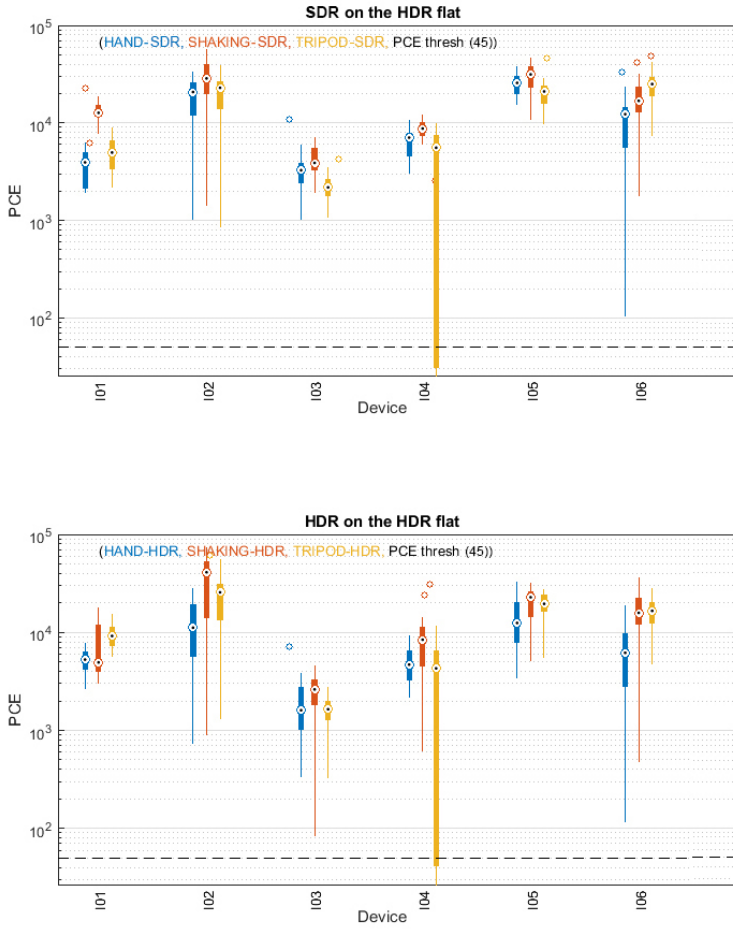 SDR on the HDR flat
10^5
(HAND-SDR, SHAKING-SDR, TRIPOD-SDR, PCE thresh (45))
10^4
10^3
10^2
PCE
I01 I02 I03 I04 I05 I06
Device
HDR on the HDR flat
10^5
(HAND-HDR, SHAKING-HDR, TRIPOD-HDR, PCE thresh (45))
10^4
10^3
10^2
PCE
I01 I02 I03 I04 I05 I06
Device